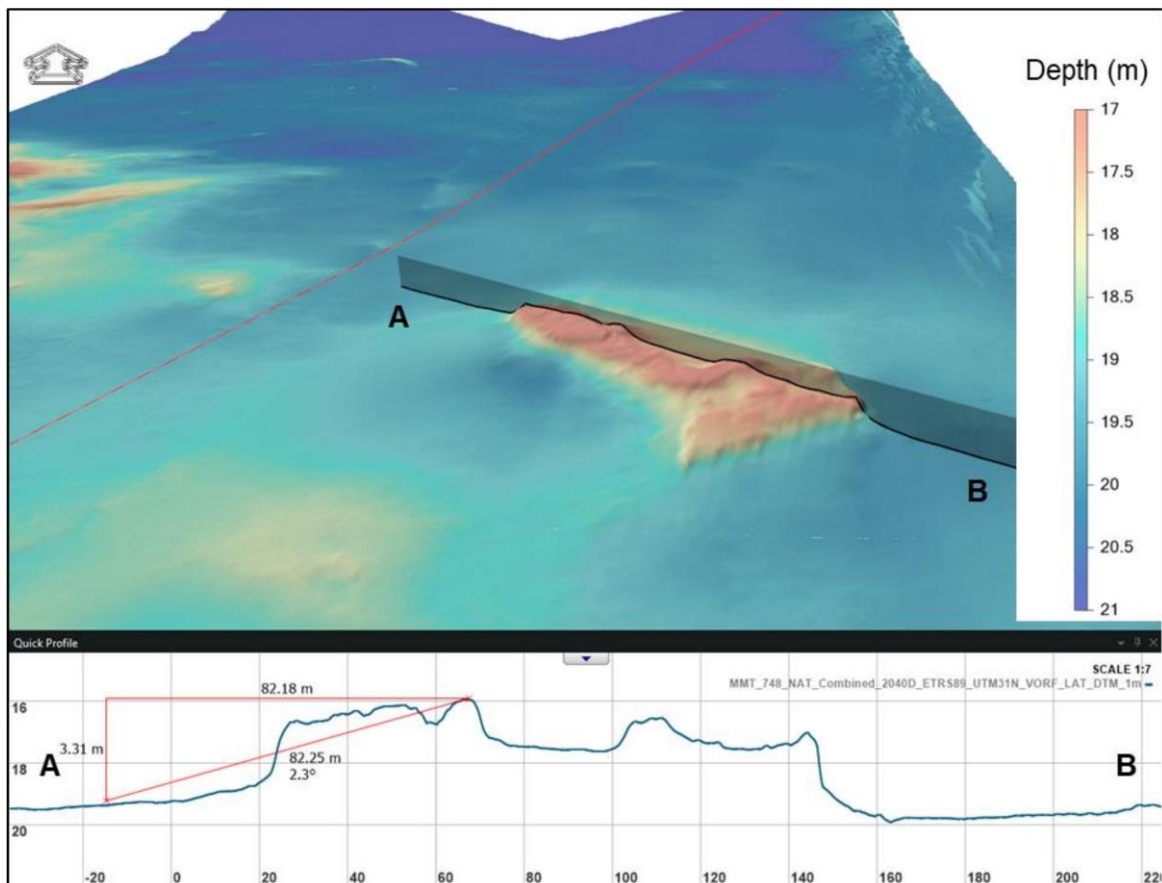 Depth (m)
17
17.5
18
18.5
19
19.5
20
20.5
21
A
B
Quick Profile
SCALE 1:7
MMT_748_NAT_Combined_2040D_ETRS89_UTM31N_VORF_LAT_DTM_1m
82.18 m
16
3.31 m
82.25 m
2.3°
18
A
B
20
-20 0 20 40 60 80 100 120 140 160 180 200 220